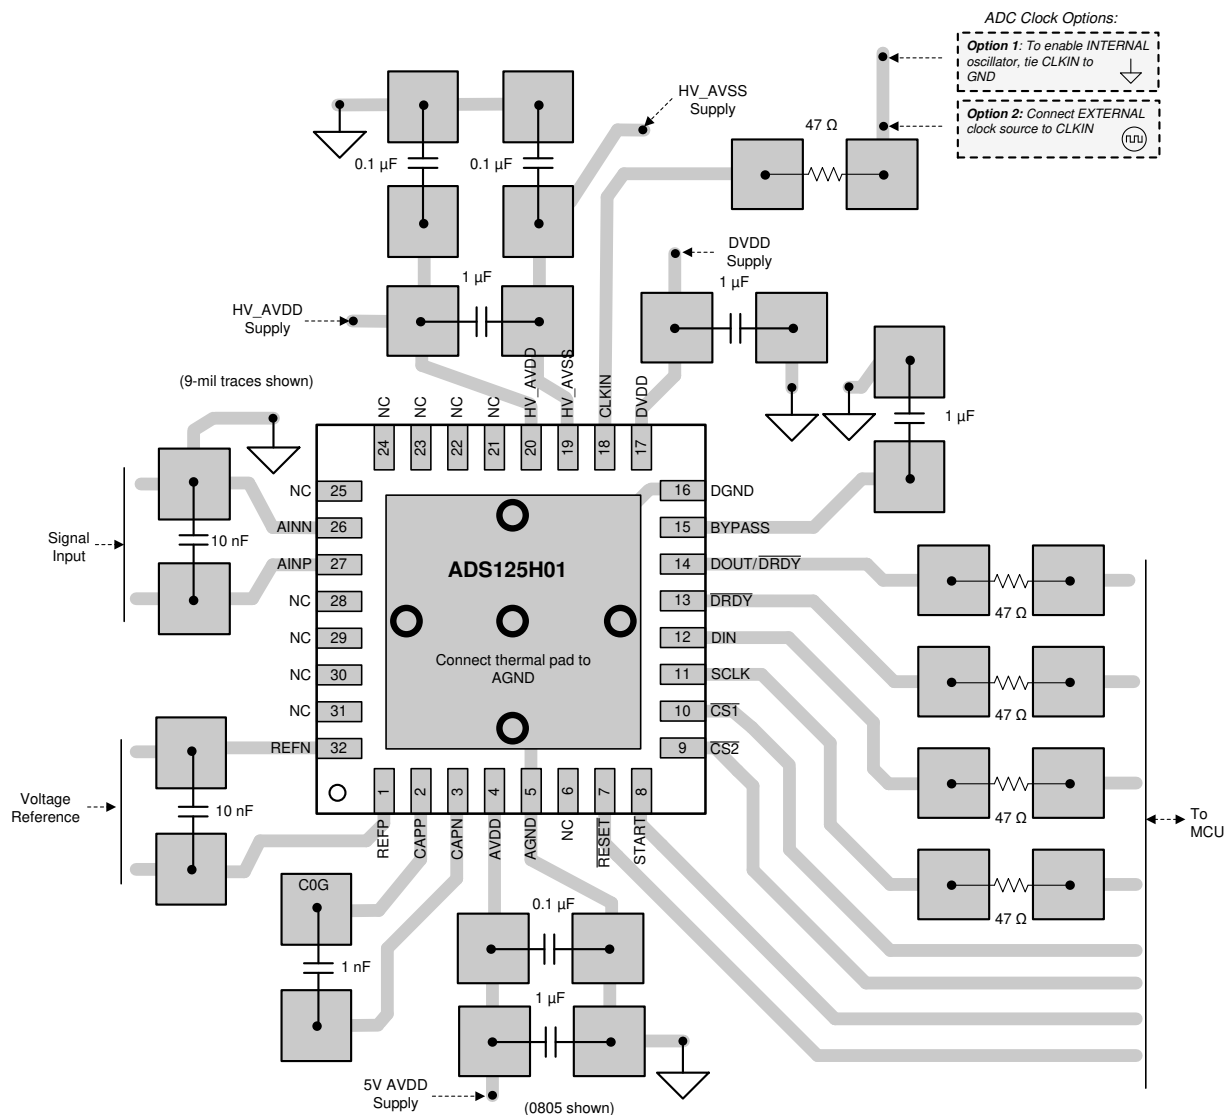 ADC Clock Options:
Option 1: To enable INTERNAL
oscillator, tie CLKIN to
GND
Option 2: Connect EXTERNAL
clock source to CLKIN
HV_AVSS
Supply
47 Ω
0.1 µF
0.1 µF
DVDD
Supply
1 µF
1 µF
HV_AVDD
Supply
(9-mil traces shown)
1 µF
NC
NC
NC
NC
HV_AVDD
HV_AVSS
CLKIN
DVDD
24
23
22
21
20
19
18
17
NC 25
AINN 26
AINP 27
NC 28
NC 29
NC 30
NC 31
REFN 32
Signal
Input
10 nF
Voltage
Reference
10 nF
ADS125H01
Connect thermal pad to
AGND
16 DGND
15 BYPASS
14 DOUT/DRDY
13 DRDY
12 DIN
11 SCLK
10 CS1
9 CS2
47 Ω
47 Ω
47 Ω
47 Ω
To
MCU
1
2
3
4
5
6
7
8
REFP
CAPP
CAPN
AVDD
AGND
NC
RESET
START
C0G
1 nF
0.1 µF
1 µF
5V AVDD
Supply
(0805 shown)